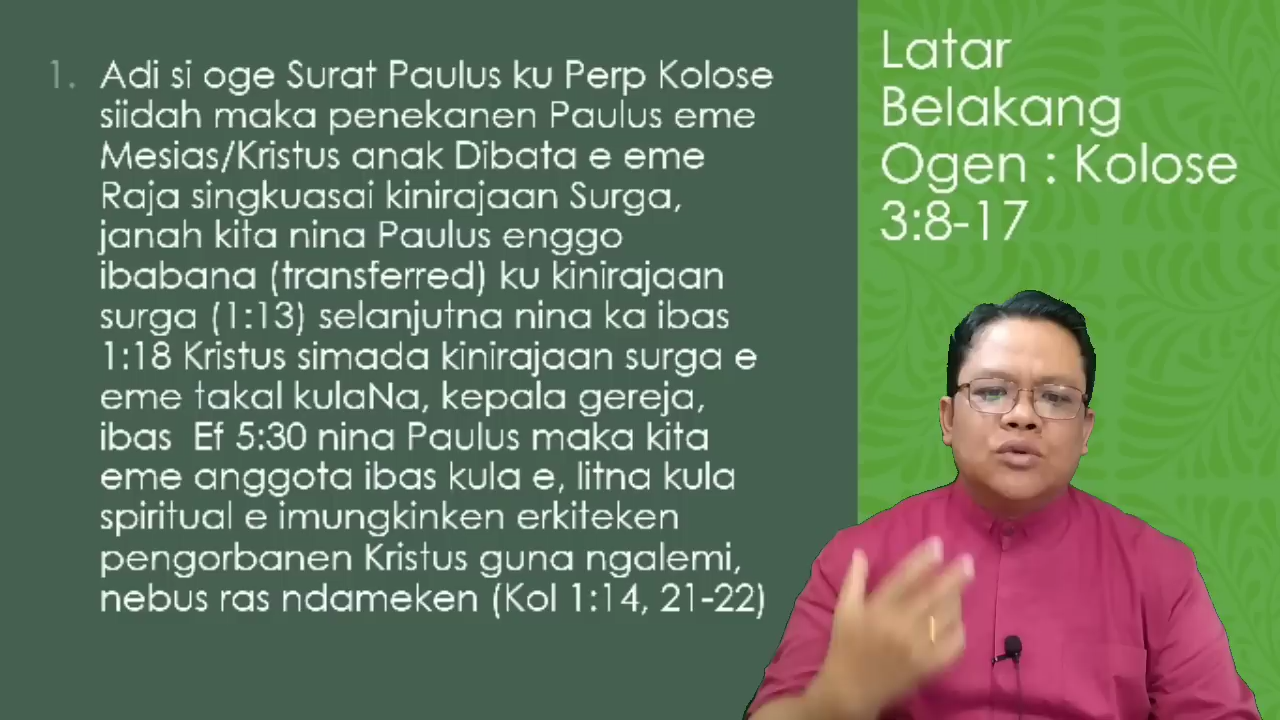 1. Adi si oge Surat Paulus ku Perp Kolose
siidah maka penekanen Paulus eme
Mesias/Kristus anak Dibata e eme
Raja singkuasai kinirajaan Surga,
janah kita nina Paulus enggo
ibabana (transferred) ku kinirajaan
surga (1:13) selanjutna nina ka ibas
1:18 Kristus simada kinirajaan surga e
eme takal kulaNa, kepala gereja,
ibas Ef 5:30 nina Paulus maka kita
eme anggota ibas kula e, litna kula
spiritual e imungkinken erkiteken
pengorbanen Kristus guna ngalemi,
nebus ras ndameken (Kol 1:14, 21-22)
Latar
Belakang
Ogen : Kolose
3:8-17